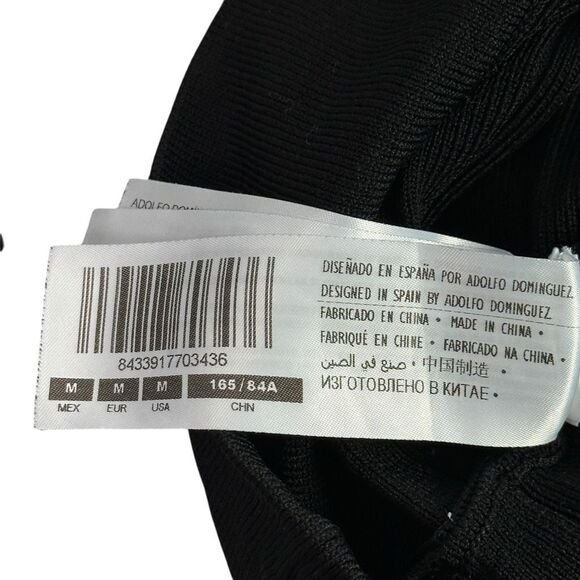 ADOLFO
8433917703436
M M M 165/84A
MEX EUR USA CHN
DISEÑADO EN ESPAÑA POR ADOLFO DOMINGUEZ
DESIGNED IN SPAIN BY ADOLFO DOMINGUEZ
FABRICADO EN CHINA • MADE IN CHINA •
FABRIQUÉ EN CHINE • FABRICADO NA CHINA •
صنع في الصين • 中国制造 •
ИЗГОТОВЛЕНО В КИТАЕ •